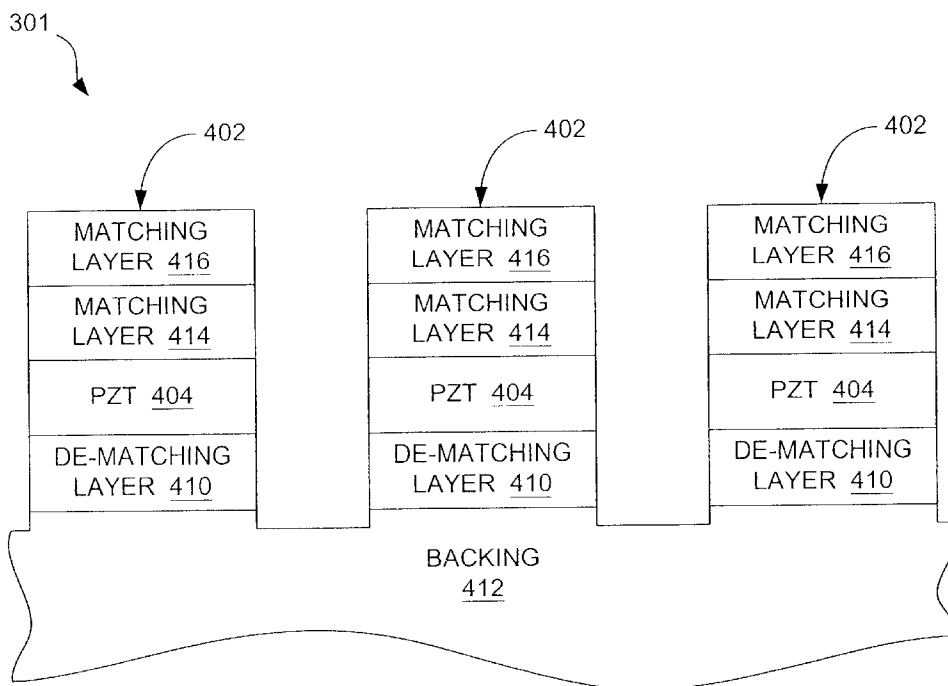 301
402
402
402
MATCHING
LAYER 416
MATCHING
LAYER 416
MATCHING
LAYER 416
MATCHING
LAYER 414
MATCHING
LAYER 414
MATCHING
LAYER 414
PZT 404
PZT 404
PZT 404
DE-MATCHING
LAYER 410
DE-MATCHING
LAYER 410
DE-MATCHING
LAYER 410
BACKING
412